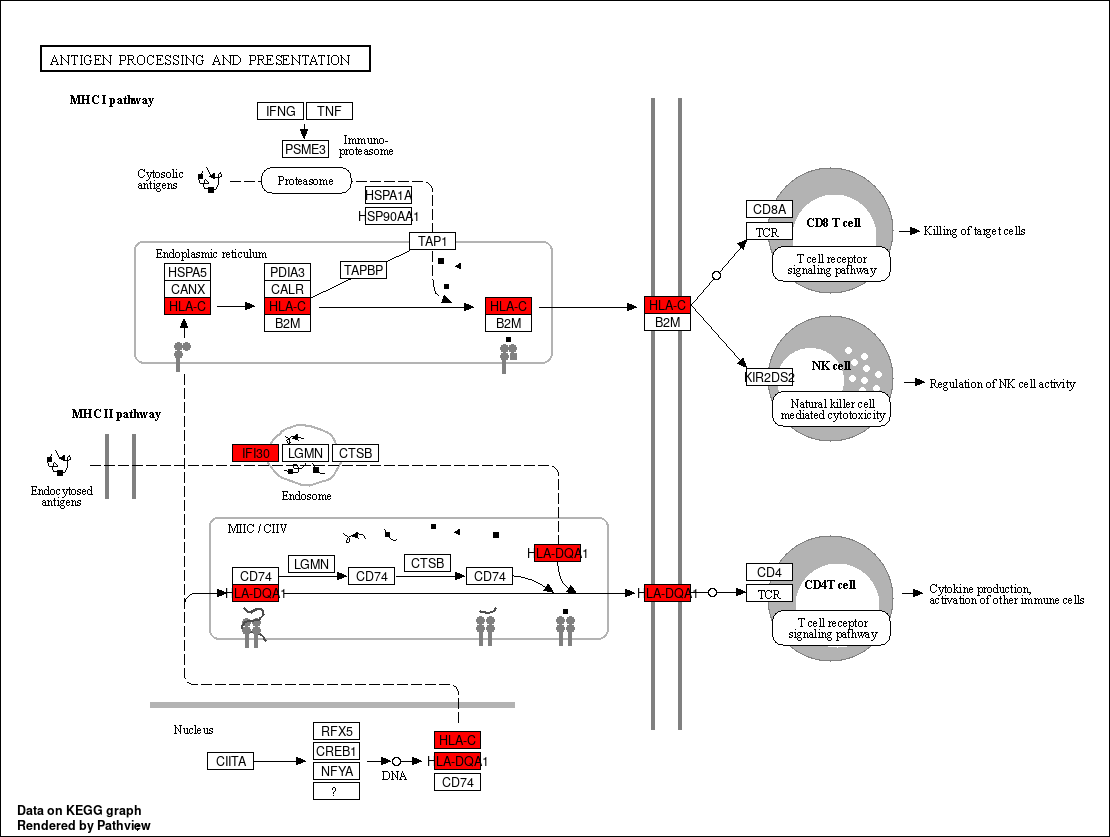 ANTIGEN PROCESSING AND PRESENTATION
MHC I pathway
IFNG
TNF
PSME3
Immuno-
proteasome
Cytosolic
antigens
Proteasome
HSPA1A
HSP90AA1
TAP1
Endoplasmic reticulum
TAPBP
HSPA5
CANX
HLA-C
PDIA3
CALR
HLA-C
B2M
HLA-C
B2M
HLA-C
B2M
CD8A
TCR
CD8 T cell
T cell receptor
signaling pathway
Killing of target cells
KIR2DS2
NK cell
Natural killer cell
mediated cytotoxicity
Regulation of NK cell activity
MHC II pathway
Endocytosed
antigens
IFI30
LGMN
CTSB
Endosome
MIIC / CIIV
HLA-DQA1
CD74
HLA-DQA1
LGMN
CD74
CTSB
CD74
HLA-DQA1
CD4
TCR
CD4T cell
T cell receptor
signaling pathway
Cytokine production,
activation of other immune cells
Nucleus
CIITA
RFX5
CREB1
NFYA
?
DNA
HLA-C
HLA-DQA1
CD74
Data on KEGG graph
Rendered by Pathview